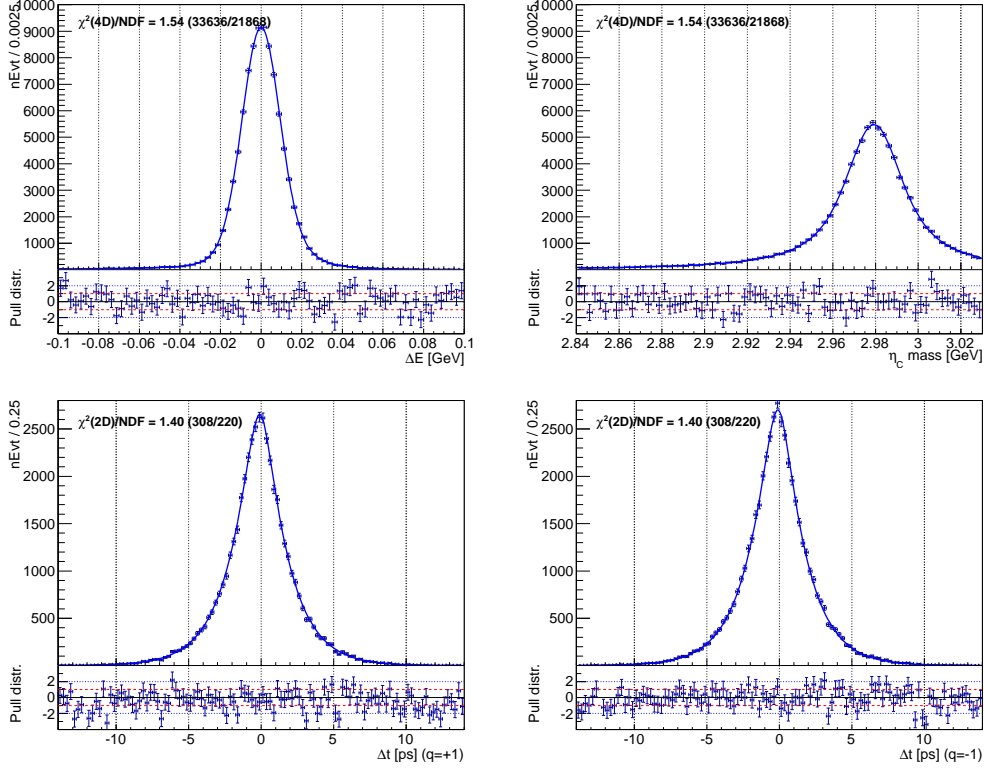 χ²(4D)/NDF = 1.54 (33636/21868)
nEvt / 0.0025
10000
9000
8000
7000
6000
5000
4000
3000
2000
1000
Pull distr.
2
0
-2
-0.1 -0.08 -0.06 -0.04 -0.02 0 0.02 0.04 0.06 0.08 0.1
ΔE [GeV]
χ²(4D)/NDF = 1.54 (33636/21868)
nEvt / 0.0025
10000
9000
8000
7000
6000
5000
4000
3000
2000
1000
Pull distr.
2
0
-2
2.84 2.86 2.88 2.9 2.92 2.94 2.96 2.98 3 3.02
η_C mass [GeV]
χ²(2D)/NDF = 1.40 (308/220)
nEvt / 0.25
2500
2000
1500
1000
500
Pull distr.
2
0
-2
-10 -5 0 5 10
Δt [ps] (q=+1)
χ²(2D)/NDF = 1.40 (308/220)
nEvt / 0.25
2500
2000
1500
1000
500
Pull distr.
2
0
-2
-10 -5 0 5 10
Δt [ps] (q=-1)